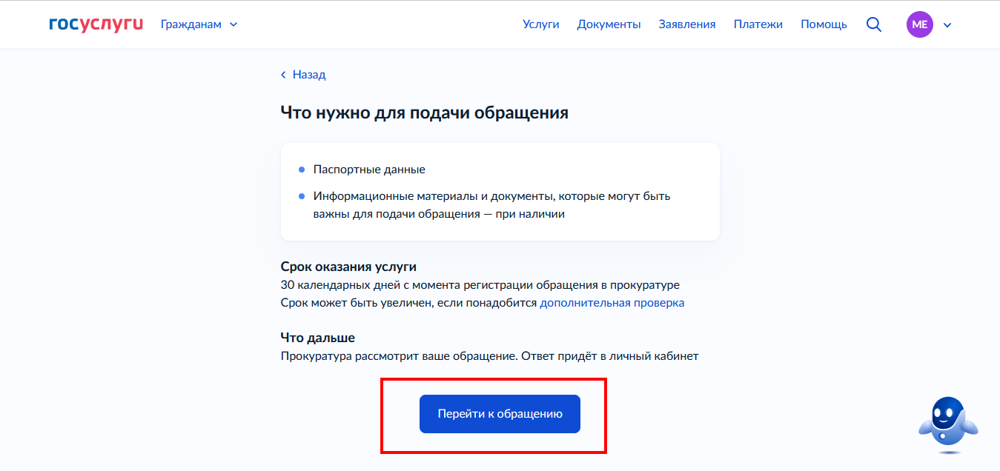 госуслуги Гражданам Услуги Документы Заявления Платежи Помощь МЕ
Назад
Что нужно для подачи обращения
Паспортные данные
Информационные материалы и документы, которые могут быть
важны для подачи обращения — при наличии
Срок оказания услуги
30 календарных дней с момента регистрации обращения в прокуратуре
Срок может быть увеличен, если понадобится дополнительная проверка
Что дальше
Прокуратура рассмотрит ваше обращение. Ответ придёт в личный кабинет
Перейти к обращению